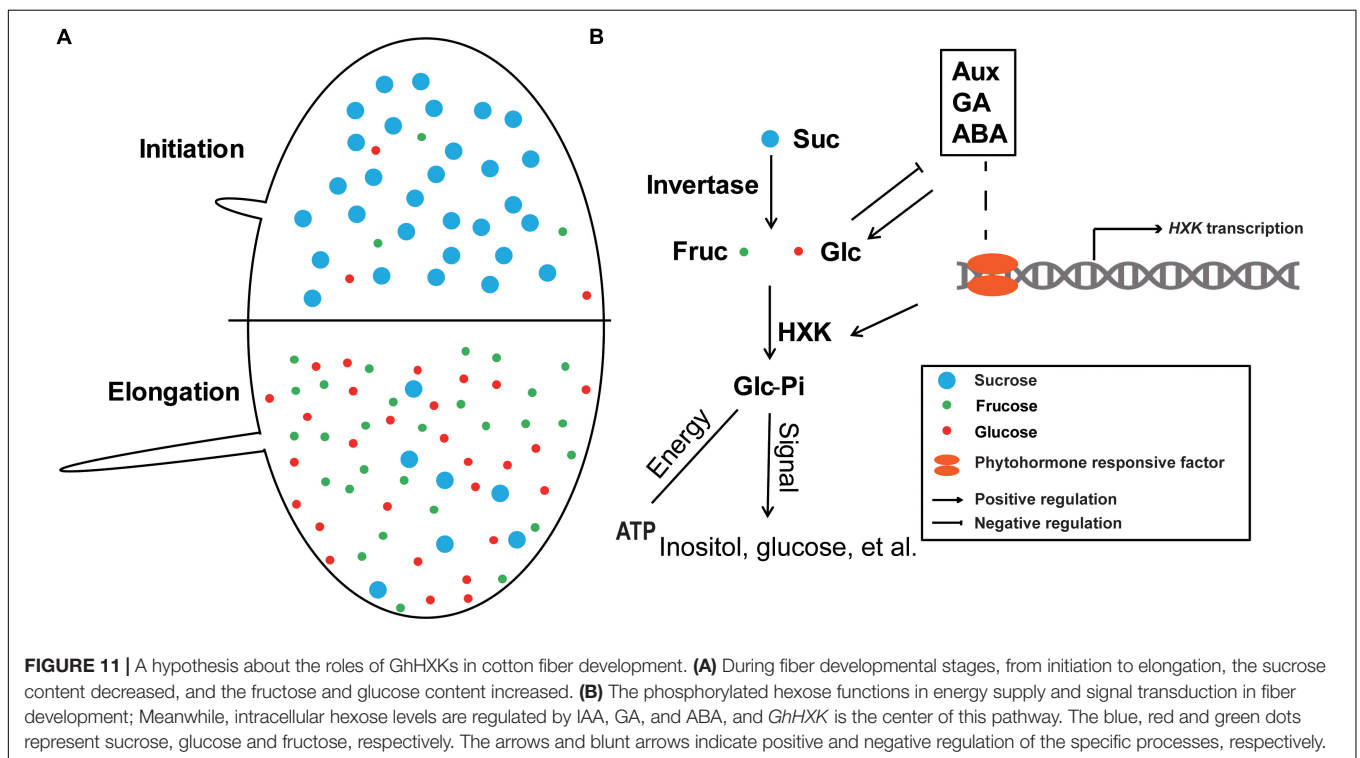 A
Initiation
Elongation
B
Aux
GA
ABA
Suc
Invertase
Fruc
Glc
HXK transcription
HXK
Glc-Pi
Energy
Signal
ATP
Inositol, glucose, et al.
Sucrose
Frucose
Glucose
Phytohormone responsive factor
Positive regulation
Negative regulation
FIGURE 11 | A hypothesis about the roles of GhHXKs in cotton fiber development. (A) During fiber developmental stages, from initiation to elongation, the sucrose
content decreased, and the fructose and glucose content increased. (B) The phosphorylated hexose functions in energy supply and signal transduction in fiber
development; Meanwhile, intracellular hexose levels are regulated by IAA, GA, and ABA, and GhHXK is the center of this pathway. The blue, red and green dots
represent sucrose, glucose and fructose, respectively. The arrows and blunt arrows indicate positive and negative regulation of the specific processes, respectively.